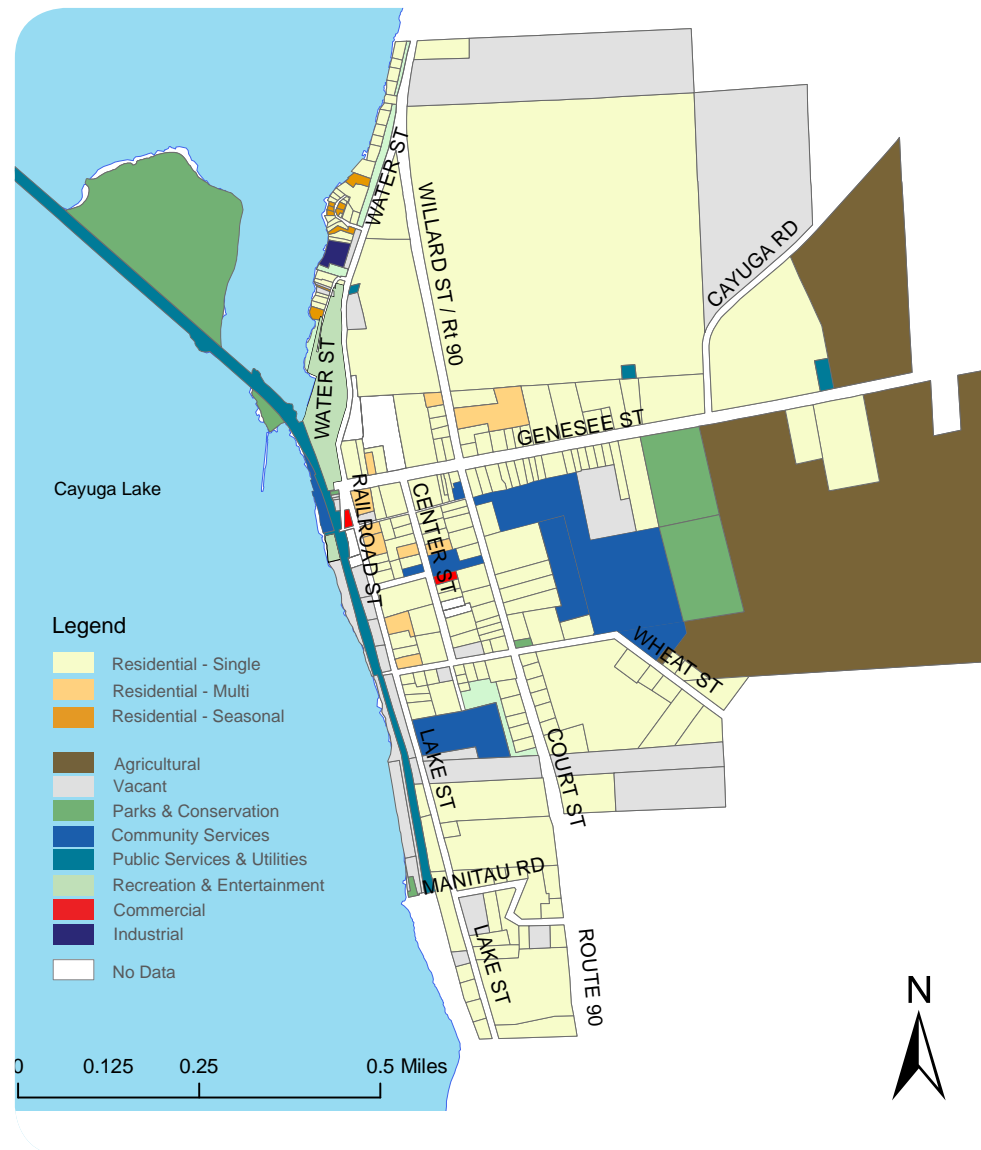 WATER ST
WILLARD ST / Rt 90
CAYUGA RD
WATER ST
GENESEE ST
Cayuga Lake
RAILROAD ST
CENTER ST
WHEAT ST
LAKE ST
COURT ST
MANITAU RD
LAKE ST
ROUTE 90
Legend
Residential - Single
Residential - Multi
Residential - Seasonal
Agricultural
Vacant
Parks & Conservation
Community Services
Public Services & Utilities
Recreation & Entertainment
Commercial
Industrial
No Data
N
0 0.125 0.25 0.5 Miles